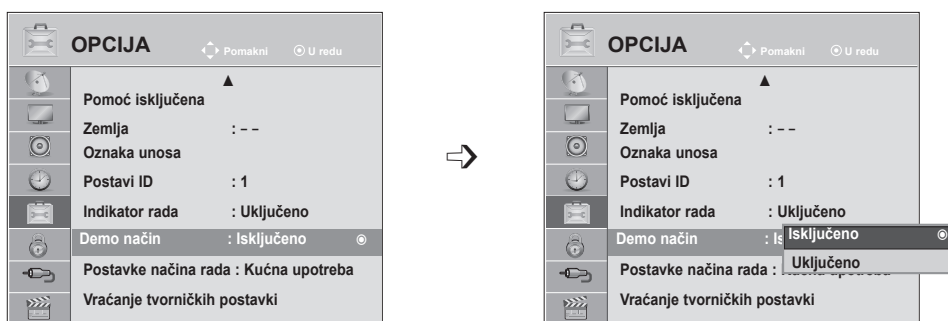 OPCIJA Pomakni U redu
▲
Pomoć isključena
Zemlja : – –
Oznaka unosa
Postavi ID : 1
Indikator rada : Uključeno
Demo način : Isključeno
Postavke načina rada : Kućna upotreba
Vraćanje tvorničkih postavki
OPCIJA Pomakni U redu
▲
Pomoć isključena
Zemlja : – –
Oznaka unosa
Postavi ID : 1
Indikator rada : Uključeno
Demo način : Is
Isključeno
Uključeno
Postavke načina rada :
Vraćanje tvorničkih postavki